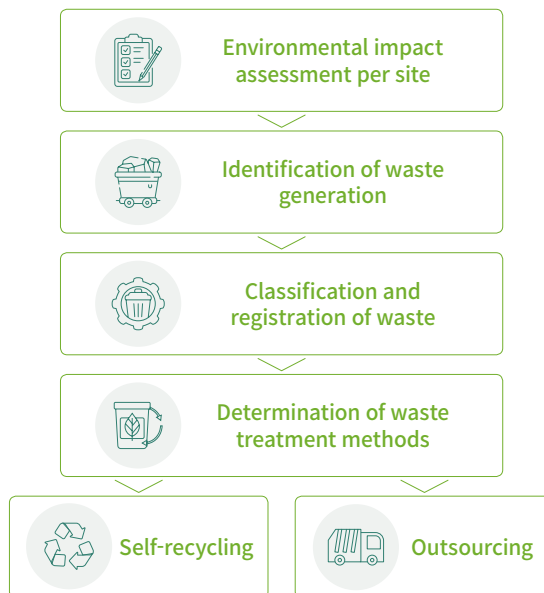 Environmental impact
assessment per site
Identification of waste
generation
Classification and
registration of waste
Determination of waste
treatment methods
Self-recycling
Outsourcing